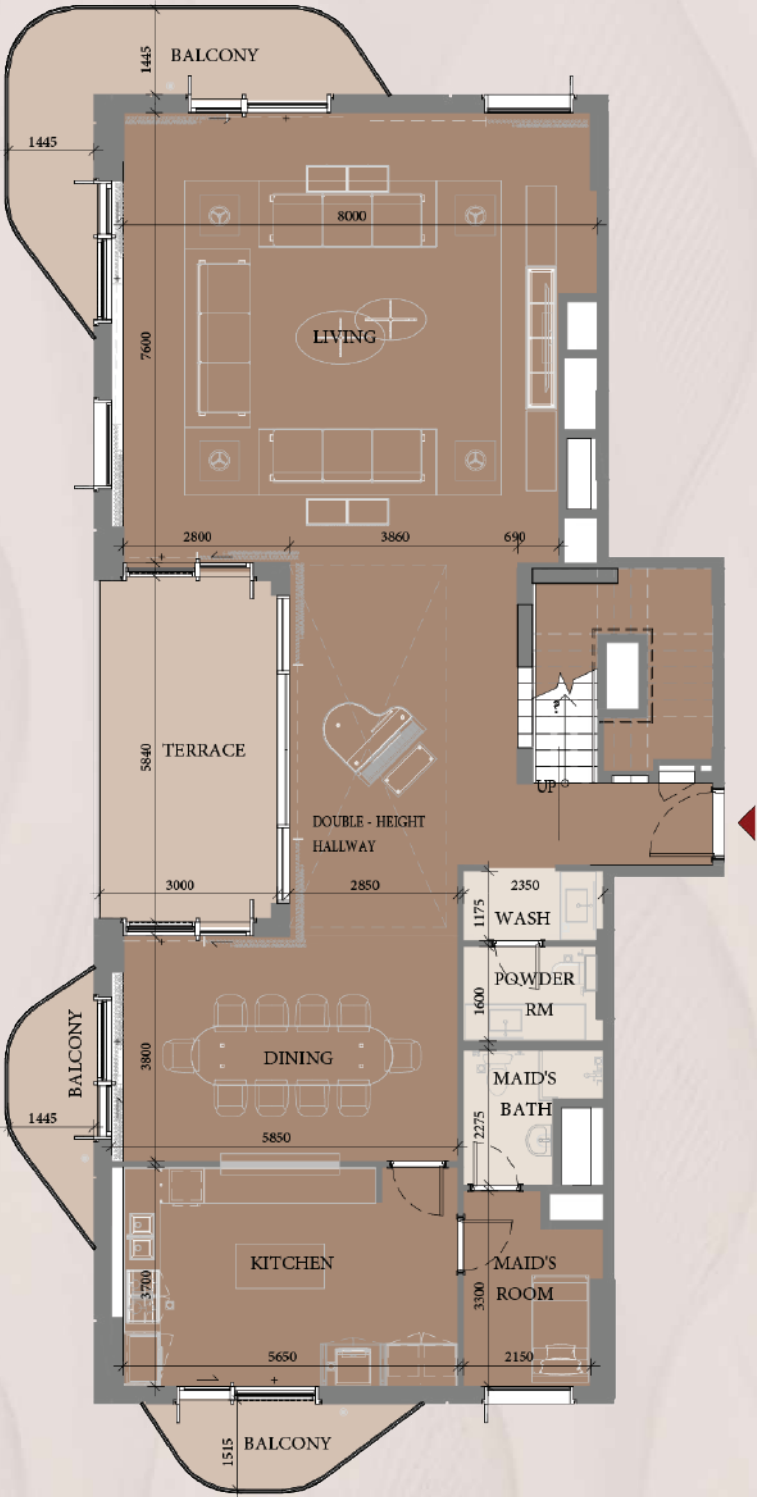 BALCONY
1445
1445
8000
LIVING
7600
2800
3860
690
TERRACE
5840
UP
DOUBLE - HEIGHT
HALLWAY
3000
2850
2350
1175
WASH
POWDER
RM
1600
BALCONY
3800
DINING
MAID'S
BATH
2275
1445
5850
KITCHEN
3700
MAID'S
ROOM
3300
5650
2150
BALCONY
1515